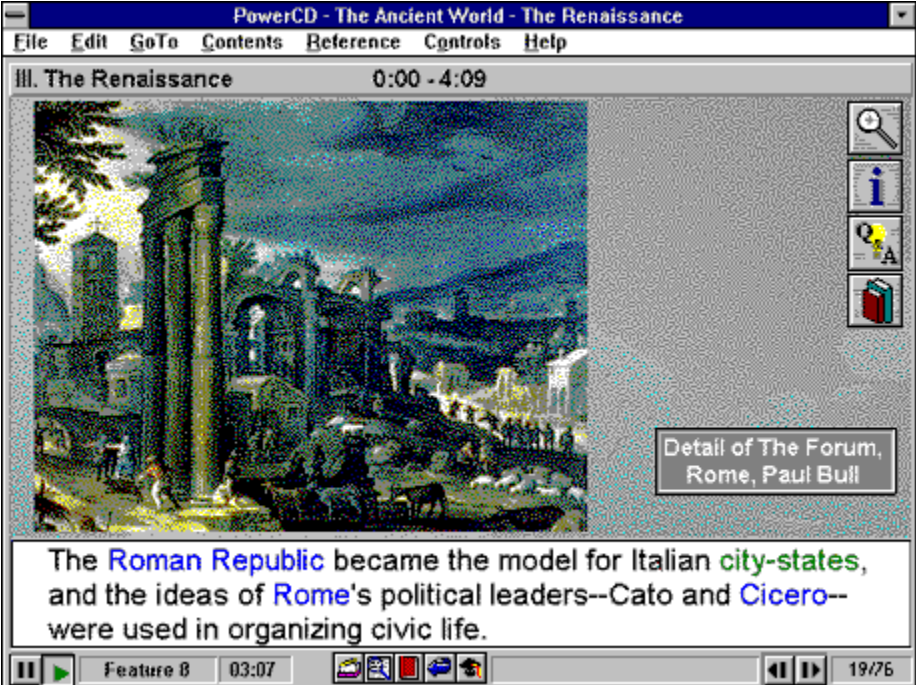 PowerCD - The Ancient World - The Renaissance
File Edit GoTo Contents Reference Controls Help
III. The Renaissance 0:00 - 4:09
i
Q & A
Detail of The Forum,
Rome, Paul Bull
The Roman Republic became the model for Italian city-states,
and the ideas of Rome's political leaders--Cato and Cicero--
were used in organizing civic life.
Feature 8 03:07 19/76